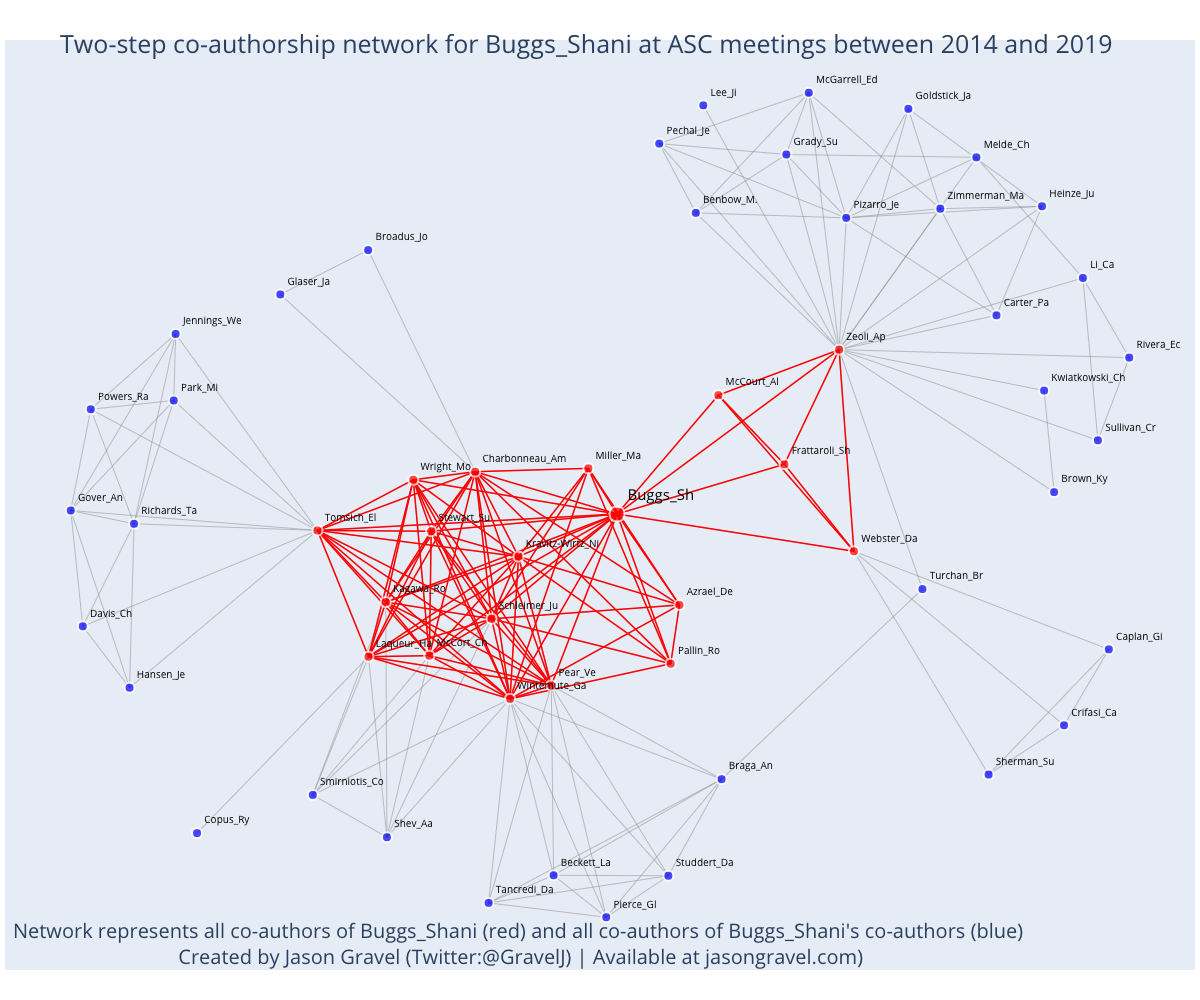 Two-step co-authorship network for Buggs_Shani at ASC meetings between 2014 and 2019
McGarrell_Ed
Lee_Ji
Goldstick_Ja
Pechal_Je
Grady_Su
Melde_Ch
Benbow_M.
Pizarro_Je
Zimmerman_Ma
Heinze_Ju
Broadus_Jo
Glaser_Ja
Li_Ca
Carter_Pa
Jennings_We
Zeoli_Ap
Rivera_Ec
Park_Mi
Powers_Ra
McCourt_Al
Kwiatkowski_Ch
Sullivan_Cr
Frattaroli_Sh
Wright_Mo
Charbonneau_Am
Miller_Ma
Brown_Ky
Gover_An
Buggs_Sh
Richards_Ta
Tomsich_El
Stewart_Su
Kravitz-Wirtz_Ni
Webster_Da
Turchan_Br
Kagawa_Ro
Azrael_De
Schleimer_Ju
Davis_Ch
Caplan_Gi
Laqueur_Ha
McCort_Ch
Pallin_Ro
Hansen_Je
Pear_Ve
Wintemute_Ga
Crifasi_Ca
Sherman_Su
Braga_An
Smirniotis_Co
Copus_Ry
Shev_Aa
Beckett_La
Studdert_Da
Tancredi_Da
Pierce_Gl
Network represents all co-authors of Buggs_Shani (red) and all co-authors of Buggs_Shani's co-authors (blue)
Created by Jason Gravel (Twitter:@GravelJ) | Available at jasongravel.com)